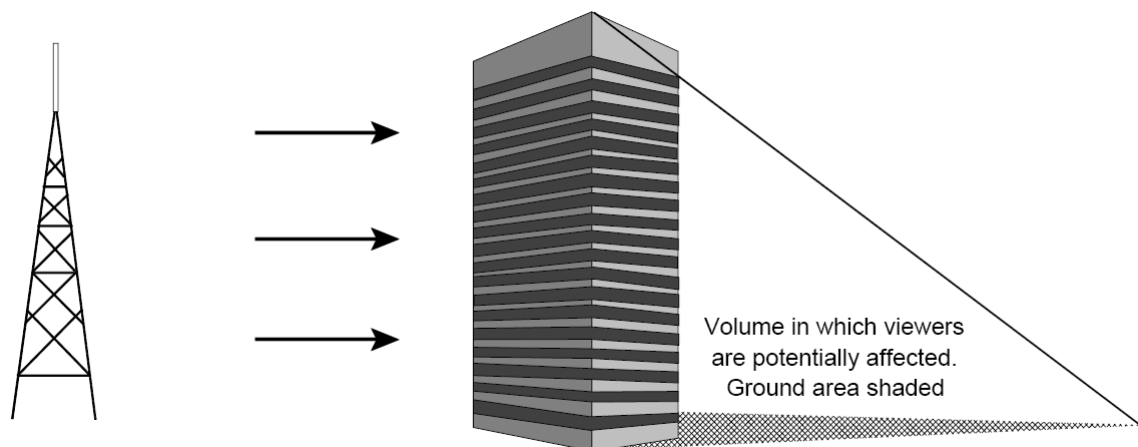 Volume in which viewers
are potentially affected.
Ground area shaded